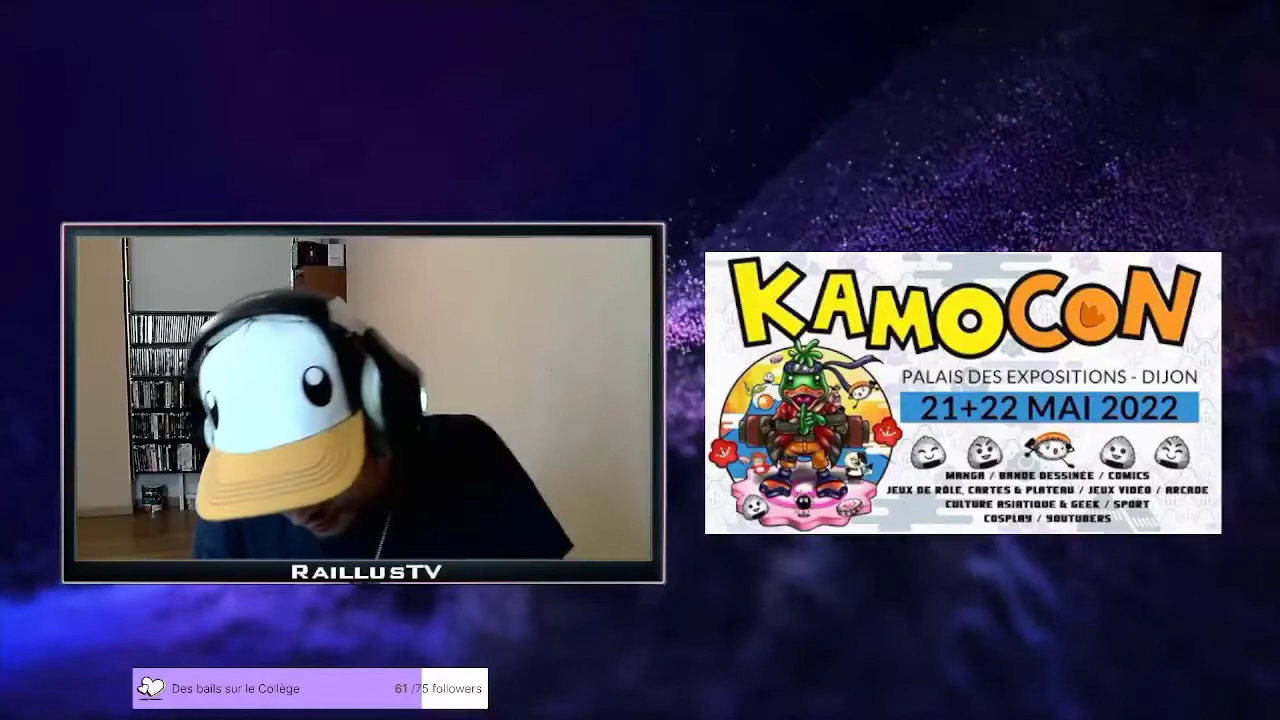 KAMOCON
PALAIS DES EXPOSITIONS - DIJON
21+22 MAI 2022
MANGA / BANDE DESSINÉE / COMICS
JEUX DE RÔLE, CARTES & PLATEAU / JEUX VIDÉO / ARCADE
CULTURE ASIATIQUE & GEEK / SPORT
COSPLAY / YOUTUBERS
RAILLUSTV
Des bails sur le Collège
61 /75 followers